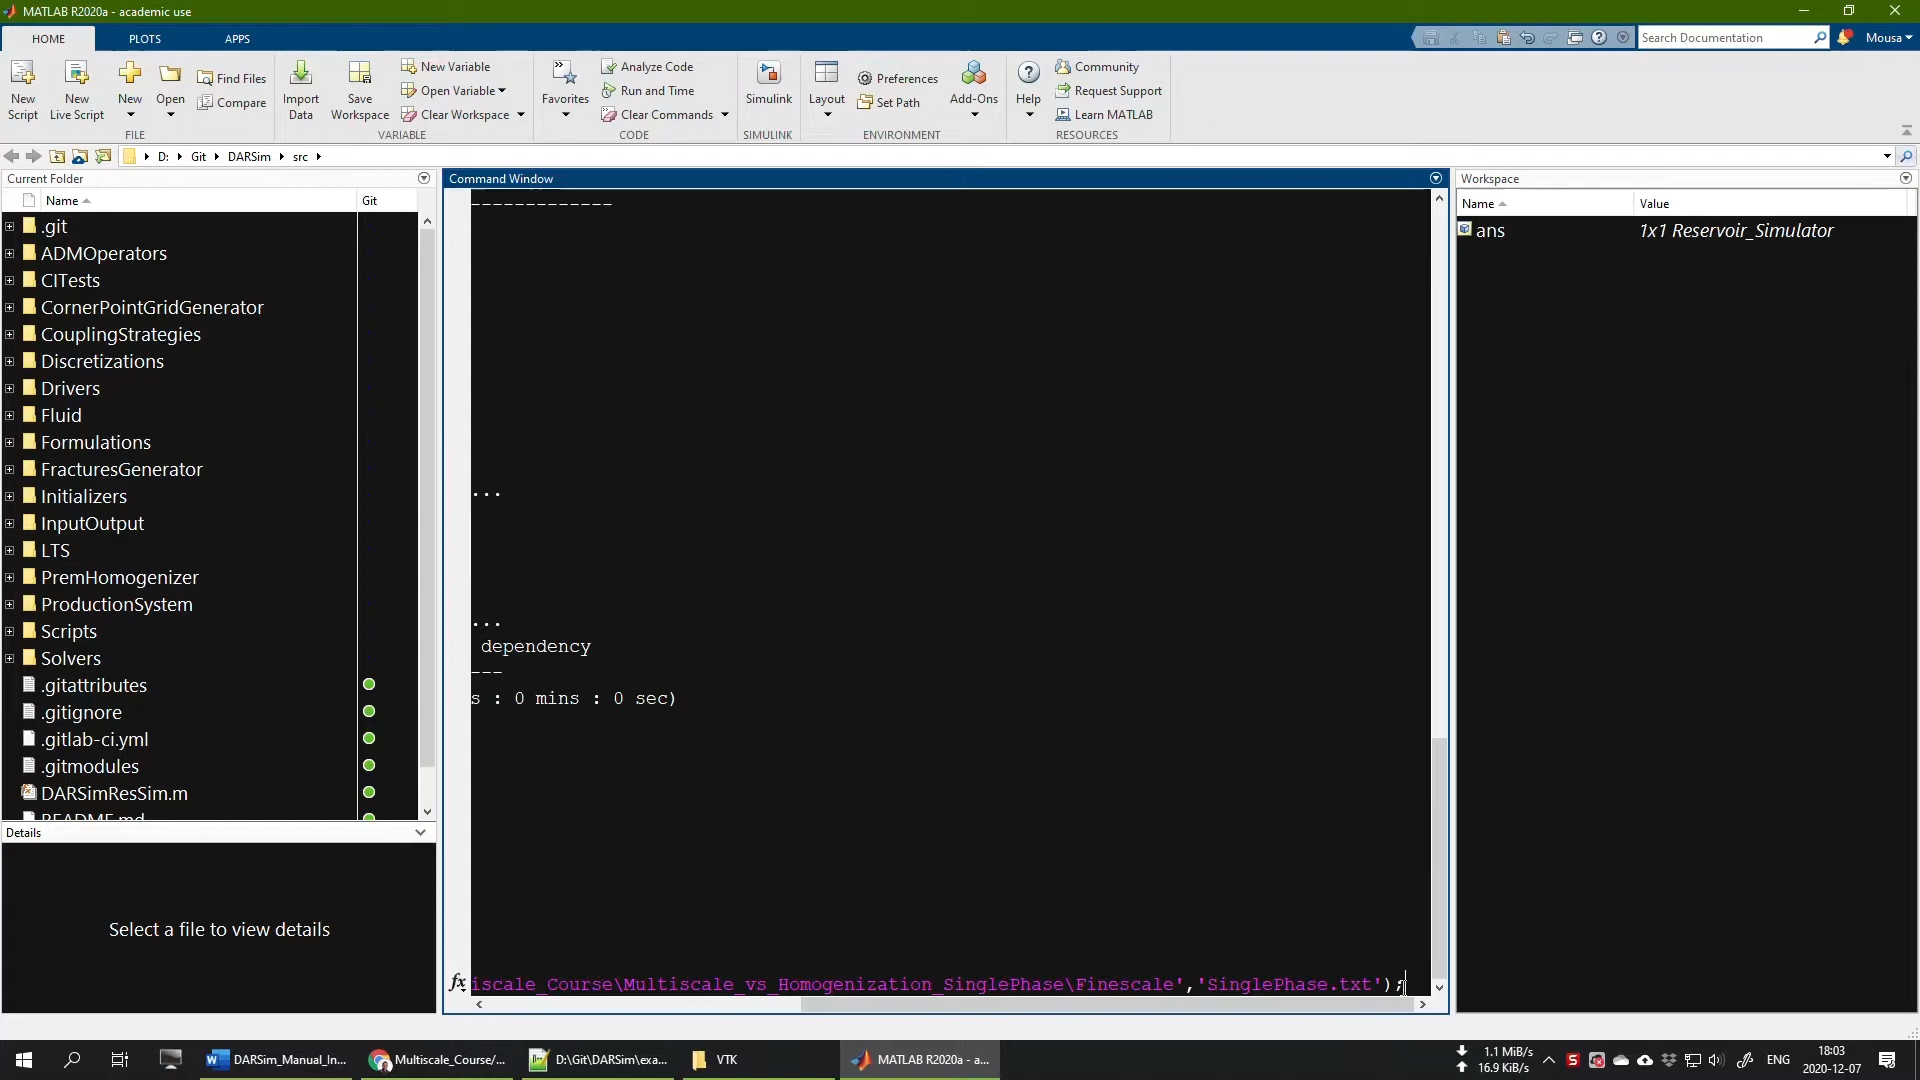 MATLAB R2020a - academic use
HOME PLOTS APPS
Search Documentation Mousa
New Script
New Live Script
New
Open
Find Files
Compare
FILE
Import Data
Save Workspace
New Variable
Open Variable
Clear Workspace
VARIABLE
Favorites
Analyze Code
Run and Time
Clear Commands
CODE
Simulink
SIMULINK
Layout
Preferences
Set Path
Add-Ons
ENVIRONMENT
Help
Community
Request Support
Learn MATLAB
RESOURCES
D: Git DARSim src
Current Folder
Name Git
.git
ADMOperators
CITests
CornerPointGridGenerator
CouplingStrategies
Discretizations
Drivers
Fluid
Formulations
FracturesGenerator
Initializers
InputOutput
LTS
PremHomogenizer
ProductionSystem
Scripts
Solvers
.gitattributes
.gitignore
.gitlab-ci.yml
.gitmodules
DARSimResSim.m
README.md
Details
Select a file to view details
Command Window
-------------
...
...
dependency
---
s : 0 mins : 0 sec)
fx iscale_Course\Multiscale_vs_Homogenization_SinglePhase\Finescale','SinglePhase.txt');
Workspace
Name Value
ans 1x1 Reservoir_Simulator
DARSim_Manual_In...
Multiscale_Course/...
D:\Git\DARSim\exa...
VTK
MATLAB R2020a - a...
1.1 MiB/s
16.9 KiB/s
ENG
18:03
2020-12-07